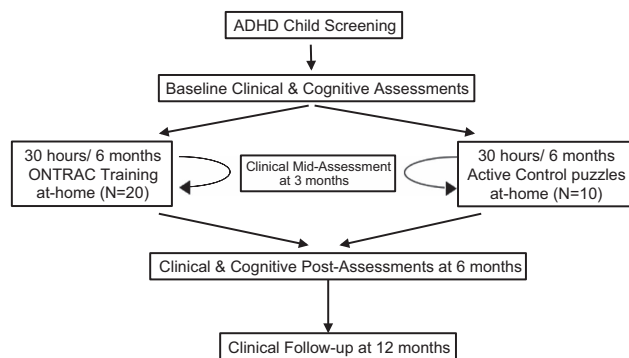 ADHD Child Screening
Baseline Clinical & Cognitive Assessments
30 hours/ 6 months
ONTRAC Training
at-home (N=20)
Clinical Mid-Assessment
at 3 months
30 hours/ 6 months
Active Control puzzles
at-home (N=10)
Clinical & Cognitive Post-Assessments at 6 months
Clinical Follow-up at 12 months